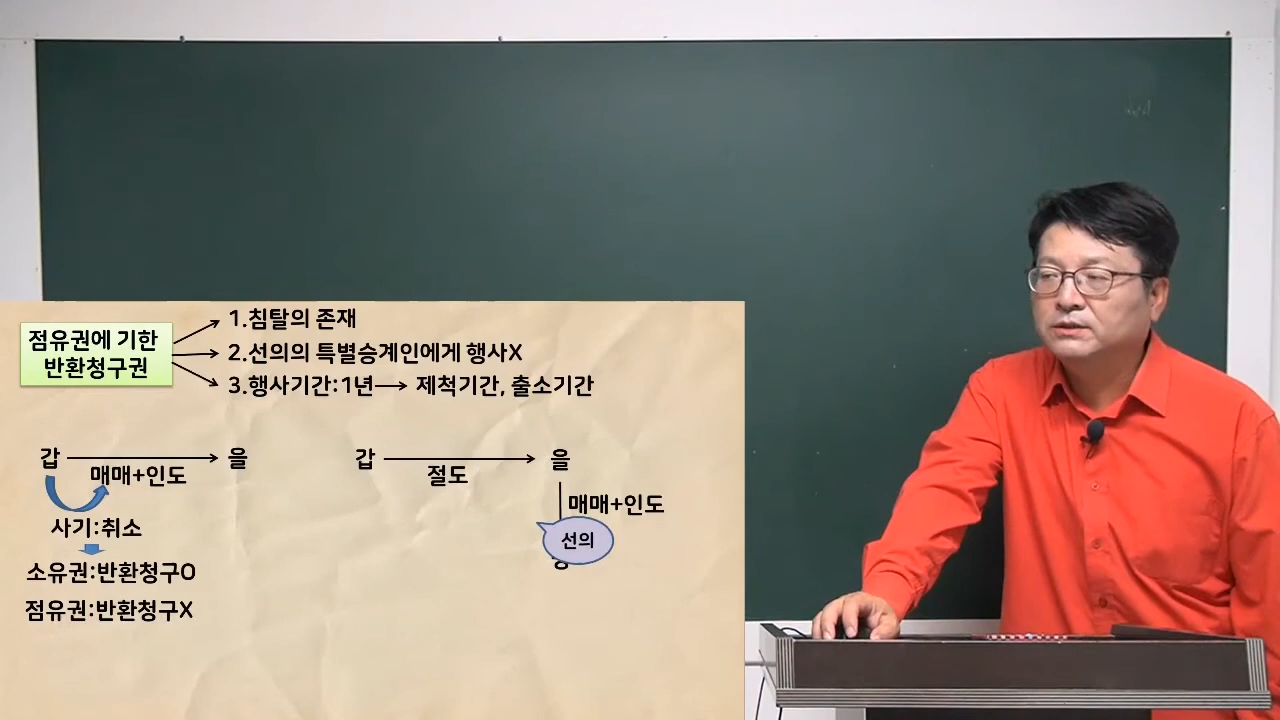 점유권에 기한
반환청구권
1.침탈의 존재
2.선의의 특별승계인에게 행사X
3.행사기간:1년 → 제척기간, 출소기간
갑 → 을
매매+인도
사기:취소
소유권:반환청구O
점유권:반환청구X
갑 → 을
절도
매매+인도
선의